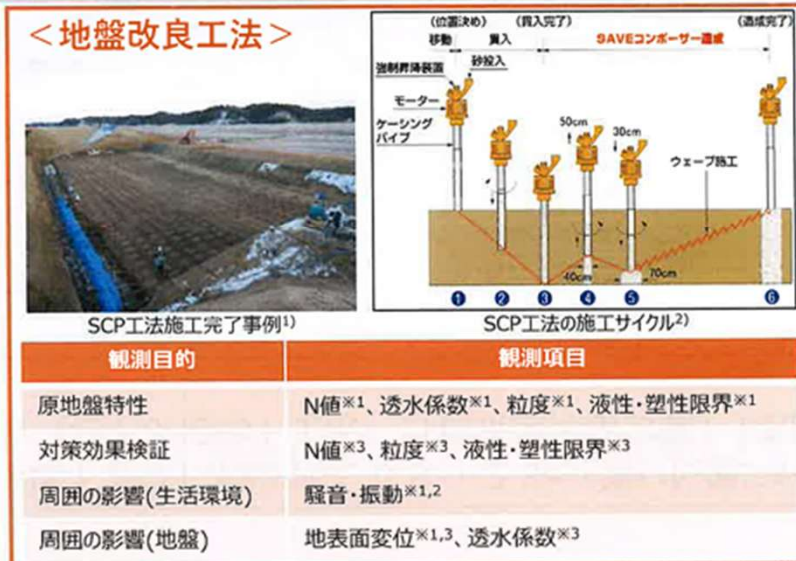 ＜地盤改良工法＞
(位置決め) (貫入完了) (造成完了)
移動 貫入 SAVEコンポーザー造成
強制昇降装置 砂投入
モーター
ケーシング
パイプ
50cm
30cm
ウェーブ施工
40cm 70cm
1 2 3 4 5 6
SCP工法施工完了事例1)
SCP工法の施工サイクル2)
観測目的 観測項目
原地盤特性 N値※1、透水係数※1、粒度※1、液性・塑性限界※1
対策効果検証 N値※3、粒度※3、液性・塑性限界※3
周囲の影響(生活環境) 騒音・振動※1,2
周囲の影響(地盤) 地表面変位※1,3、透水係数※3